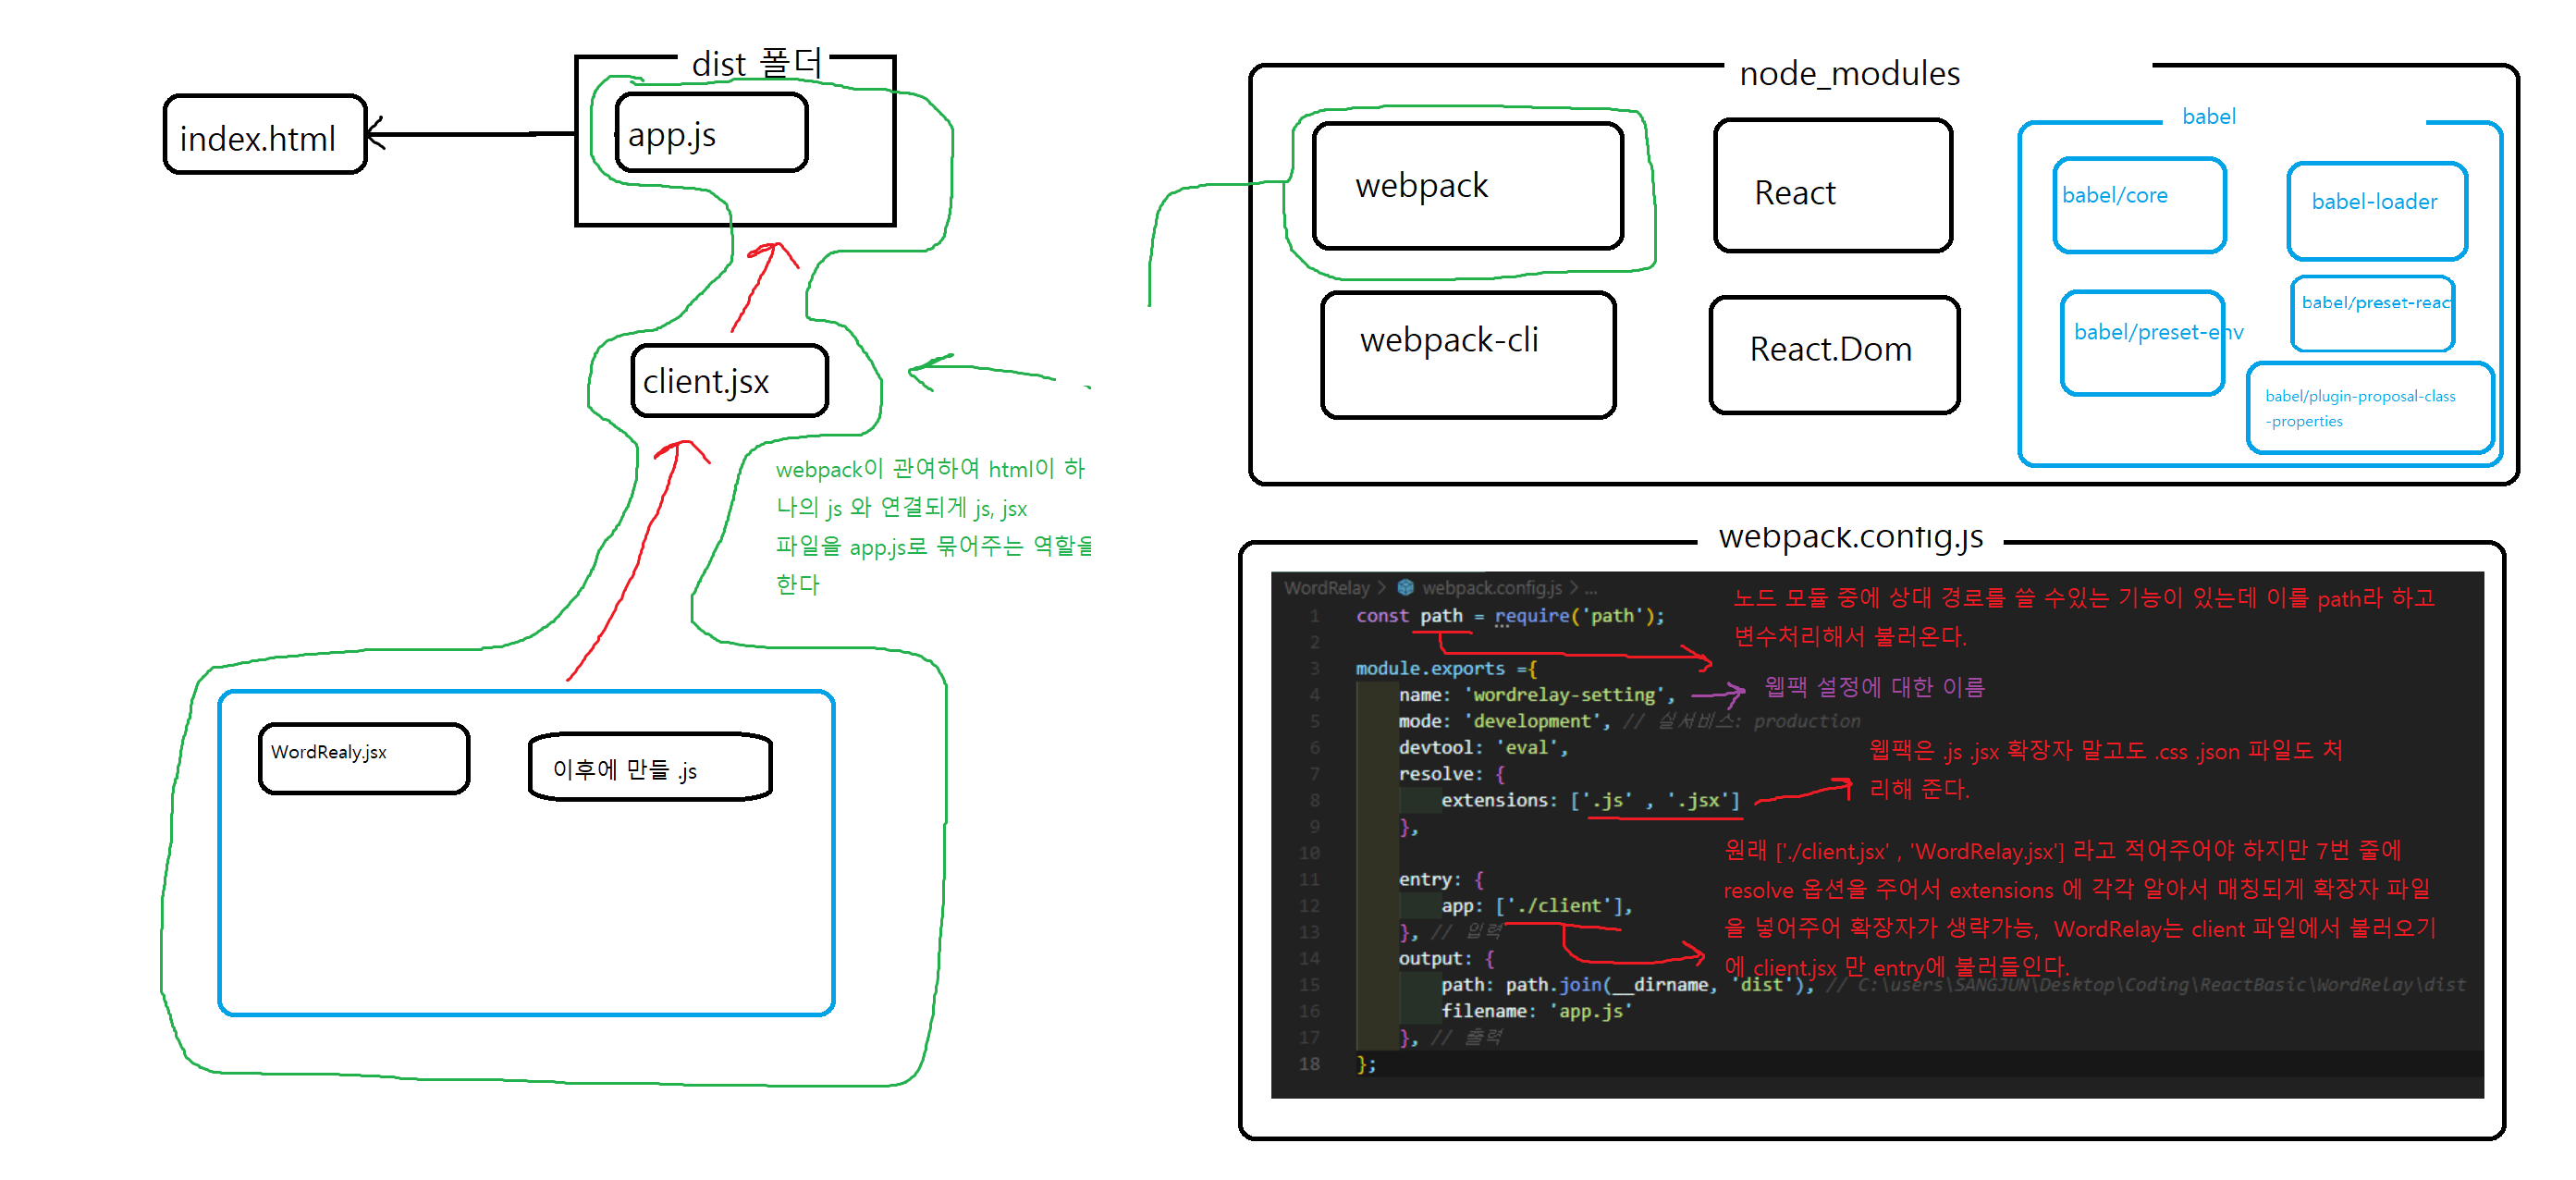 dist 폴더
index.html
app.js
client.jsx
webpack이 관여하여 html이 하
나의 js 와 연결되게 js, jsx
파일을 app.js로 묶어주는 역할을
한다
WordRealy.jsx
이후에 만들 .js
node_modules
webpack
React
webpack-cli
React.Dom
babel
babel/core
babel-loader
babel/preset-env
babel/preset-react
babel/plugin-proposal-class
-properties
webpack.config.js
WordRelay > webpack.config.js > ...
1 const path = require('path');
노드 모듈 중에 상대 경로를 쓸 수있는 기능이 있는데 이를 path라 하고
변수처리해서 불러온다.
2
3 module.exports ={
4 name: 'wordrelay-setting',
웹팩 설정에 대한 이름
5 mode: 'development', // 실서비스: production
6 devtool: 'eval',
7 resolve: {
웹팩은 .js .jsx 확장자 말고도 .css .json 파일도 처
리해 준다.
8 extensions: ['.js' , '.jsx']
9 },
10
원래 ['./client.jsx' , 'WordRelay.jsx'] 라고 적어주어야 하지만 7번 줄에
resolve 옵션을 주어서 extensions 에 각각 알아서 매칭되게 확장자 파일
을 넣어주어 확장자가 생략가능, WordRelay는 client 파일에서 불러오기
에 client.jsx 만 entry에 불러들인다.
11 entry: {
12 app: ['./client'],
13 }, // 입력
14 output: {
15 path: path.join(__dirname, 'dist'), // C:\users\SANGJUN\Desktop\Coding\ReactBasic\WordRelay\dist
16 filename: 'app.js'
17 }, // 출력
18 };